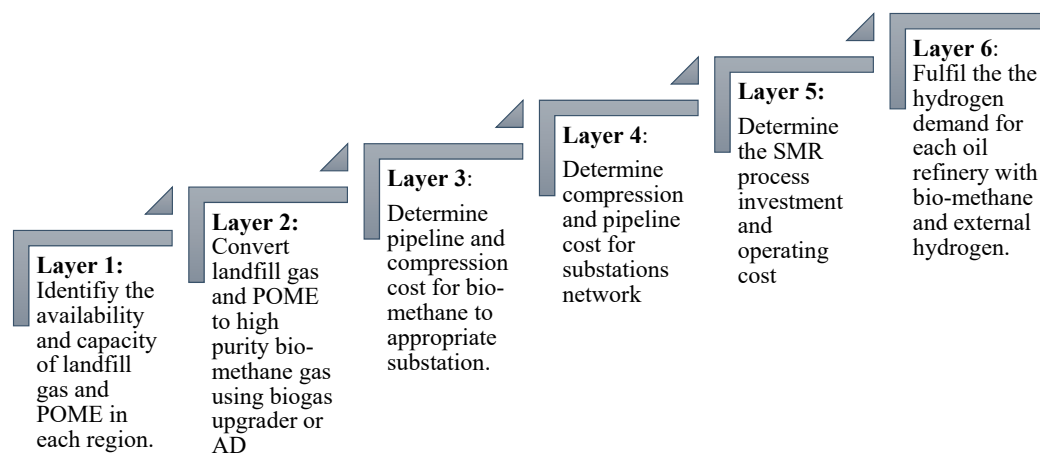 Layer 1:
Identifiy the
availability
and capacity
of landfill
gas and
POME in
each region.
Layer 2:
Convert
landfill gas
and POME
to high
purity bio-
methane gas
using biogas
upgrader or
AD
Layer 3:
Determine
pipeline and
compression
cost for bio-
methane to
appropriate
substation.
Layer 4:
Determine
compression
and pipeline
cost for
substations
network
Layer 5:
Determine
the SMR
process
investment
and
operating
cost
Layer 6:
Fulfil the the
hydrogen
demand for
each oil
refinery with
bio-methane
and external
hydrogen.